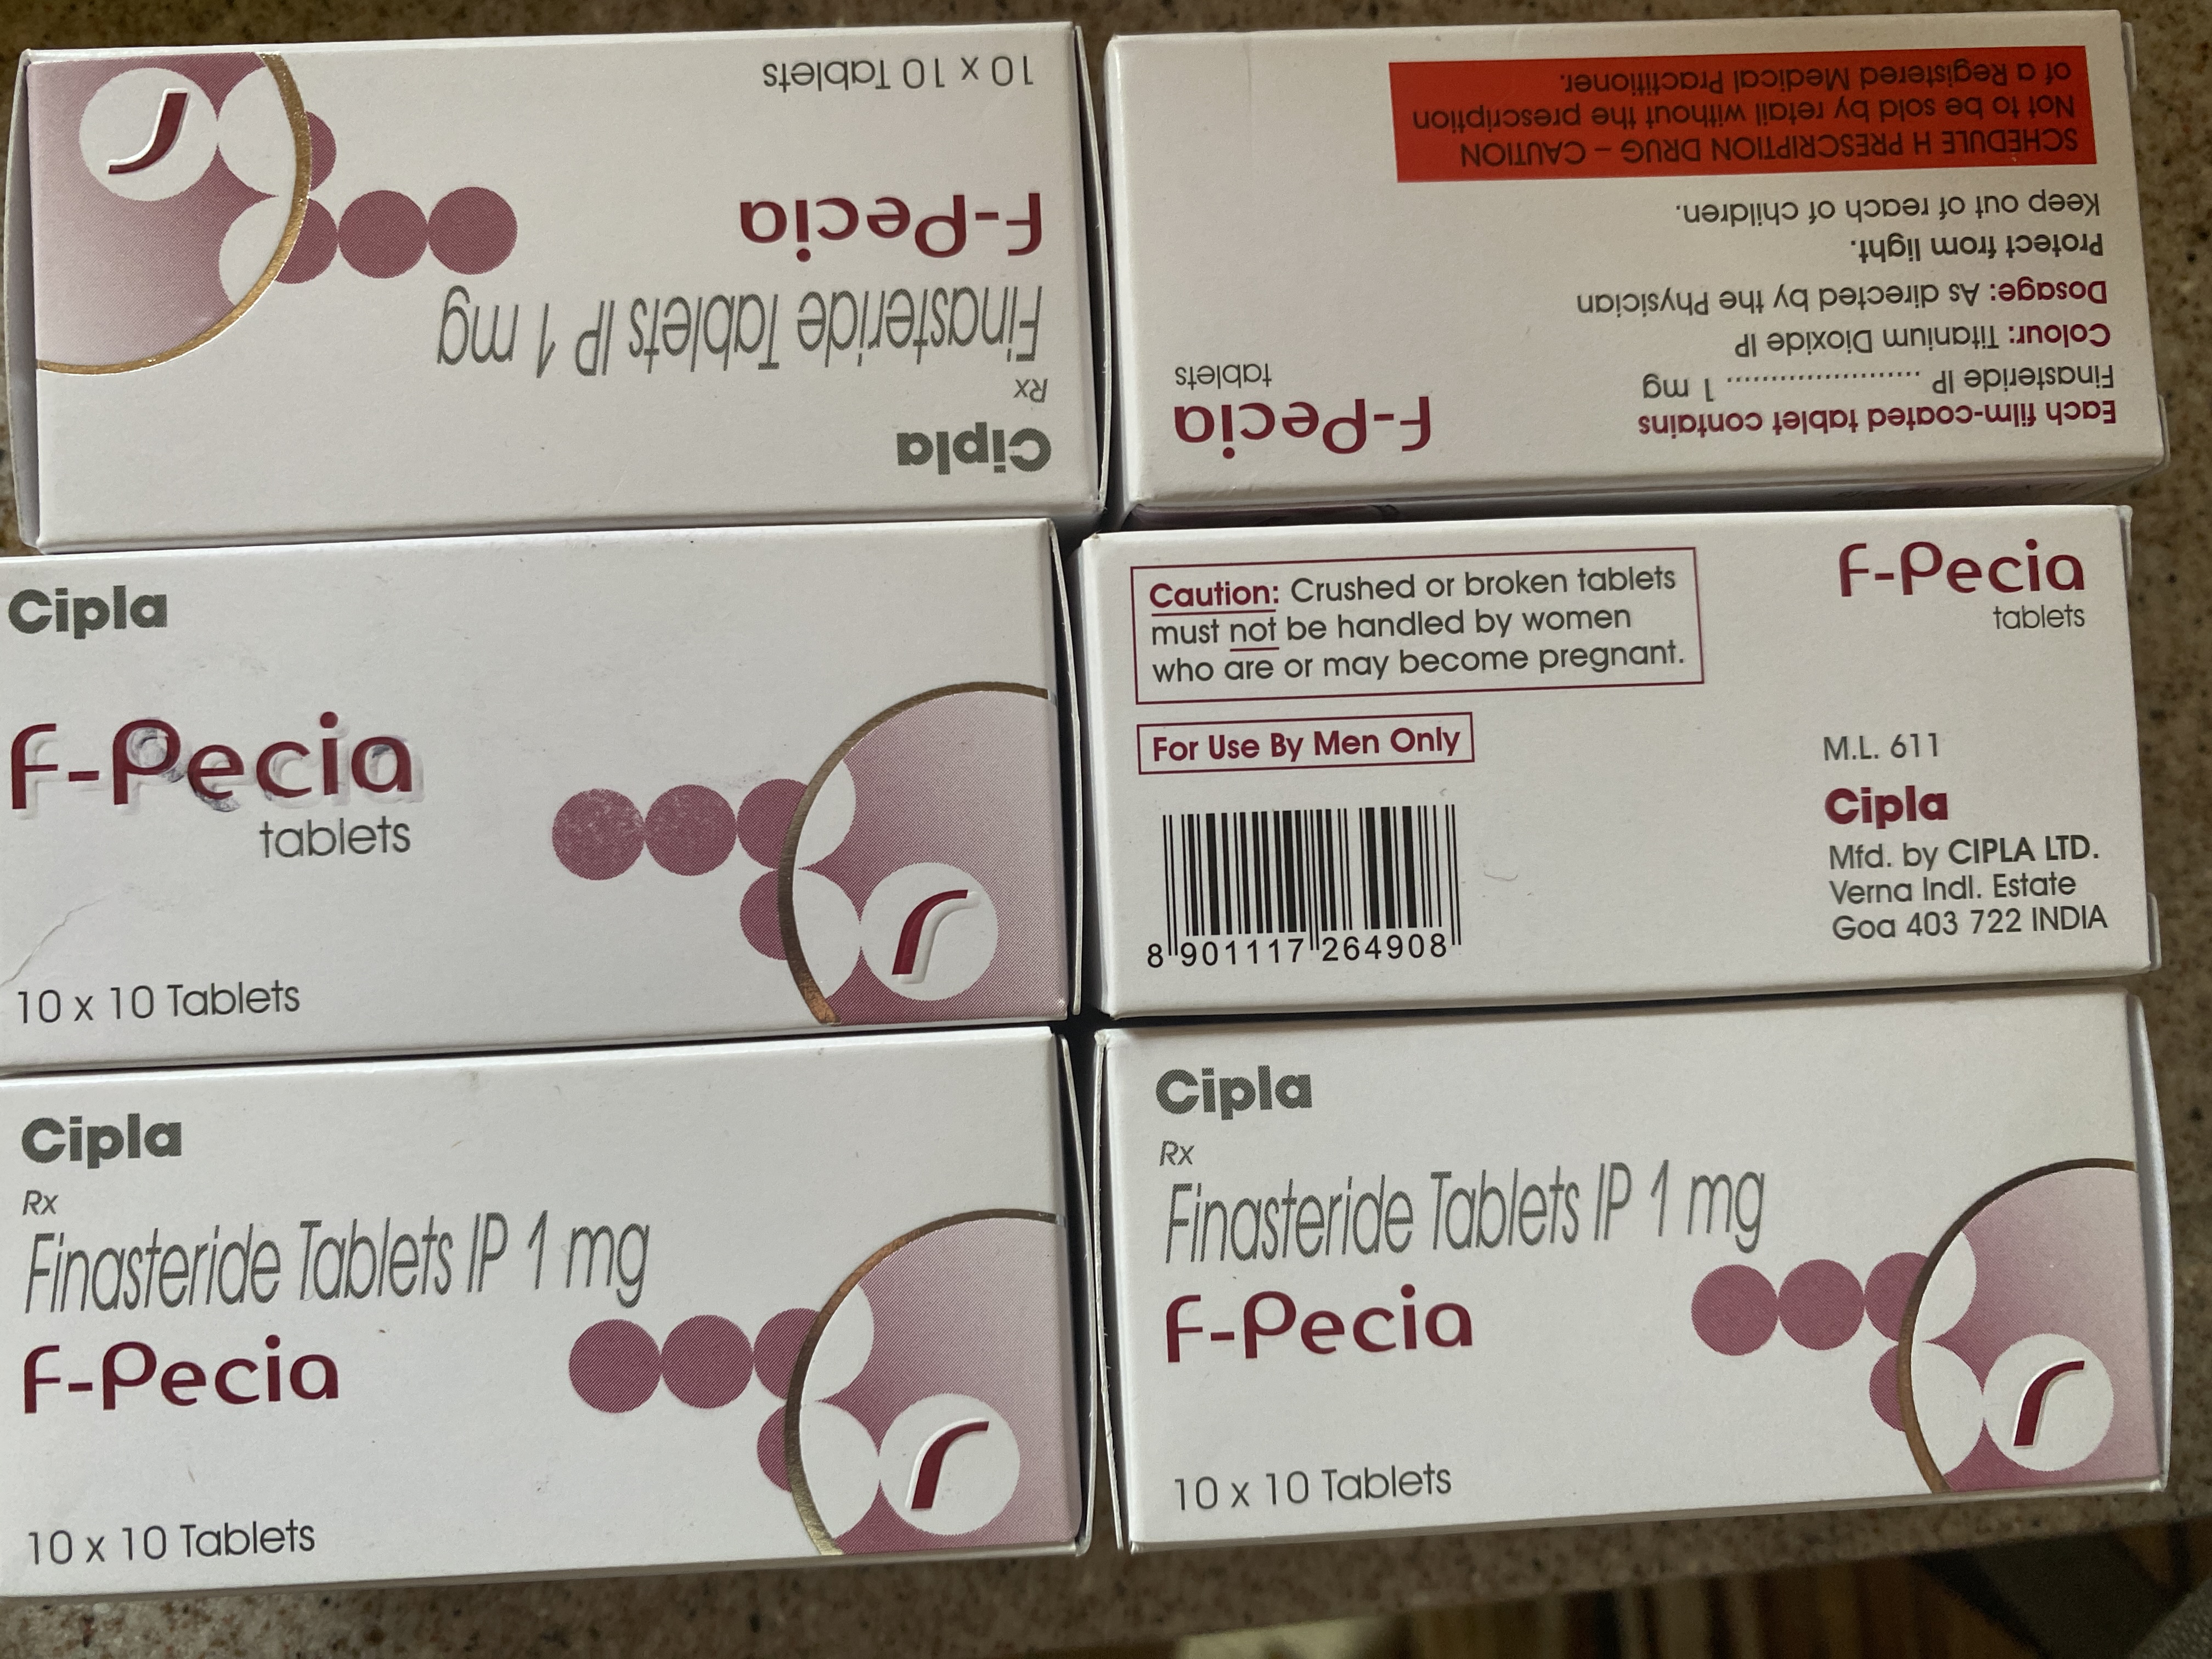 10 x 10 Tablets
F-Pecia
Finasteride Tablets IP 1 mg
Rx
Cipla
SCHEDULE H PRESCRIPTION DRUG – CAUTION
Not to be sold by retail without the prescription
of a Registered Medical Practitioner.
Keep out of reach of children.
Protect from light.
Dosage: As directed by the Physician
Colour: Titanium Dioxide IP
Finasteride IP ........................ 1 mg
Each film-coated tablet contains
F-Pecia
tablets
Cipla
F-Pecia
tablets
10 x 10 Tablets
Caution: Crushed or broken tablets
must not be handled by women
who are or may become pregnant.
For Use By Men Only
8 901117 264908
F-Pecia
tablets
M.L. 611
Cipla
Mfd. by CIPLA LTD.
Verna Indl. Estate
Goa 403 722 INDIA
Cipla
Rx
Finasteride Tablets IP 1 mg
F-Pecia
10 x 10 Tablets
Cipla
Rx
Finasteride Tablets IP 1 mg
F-Pecia
10 x 10 Tablets